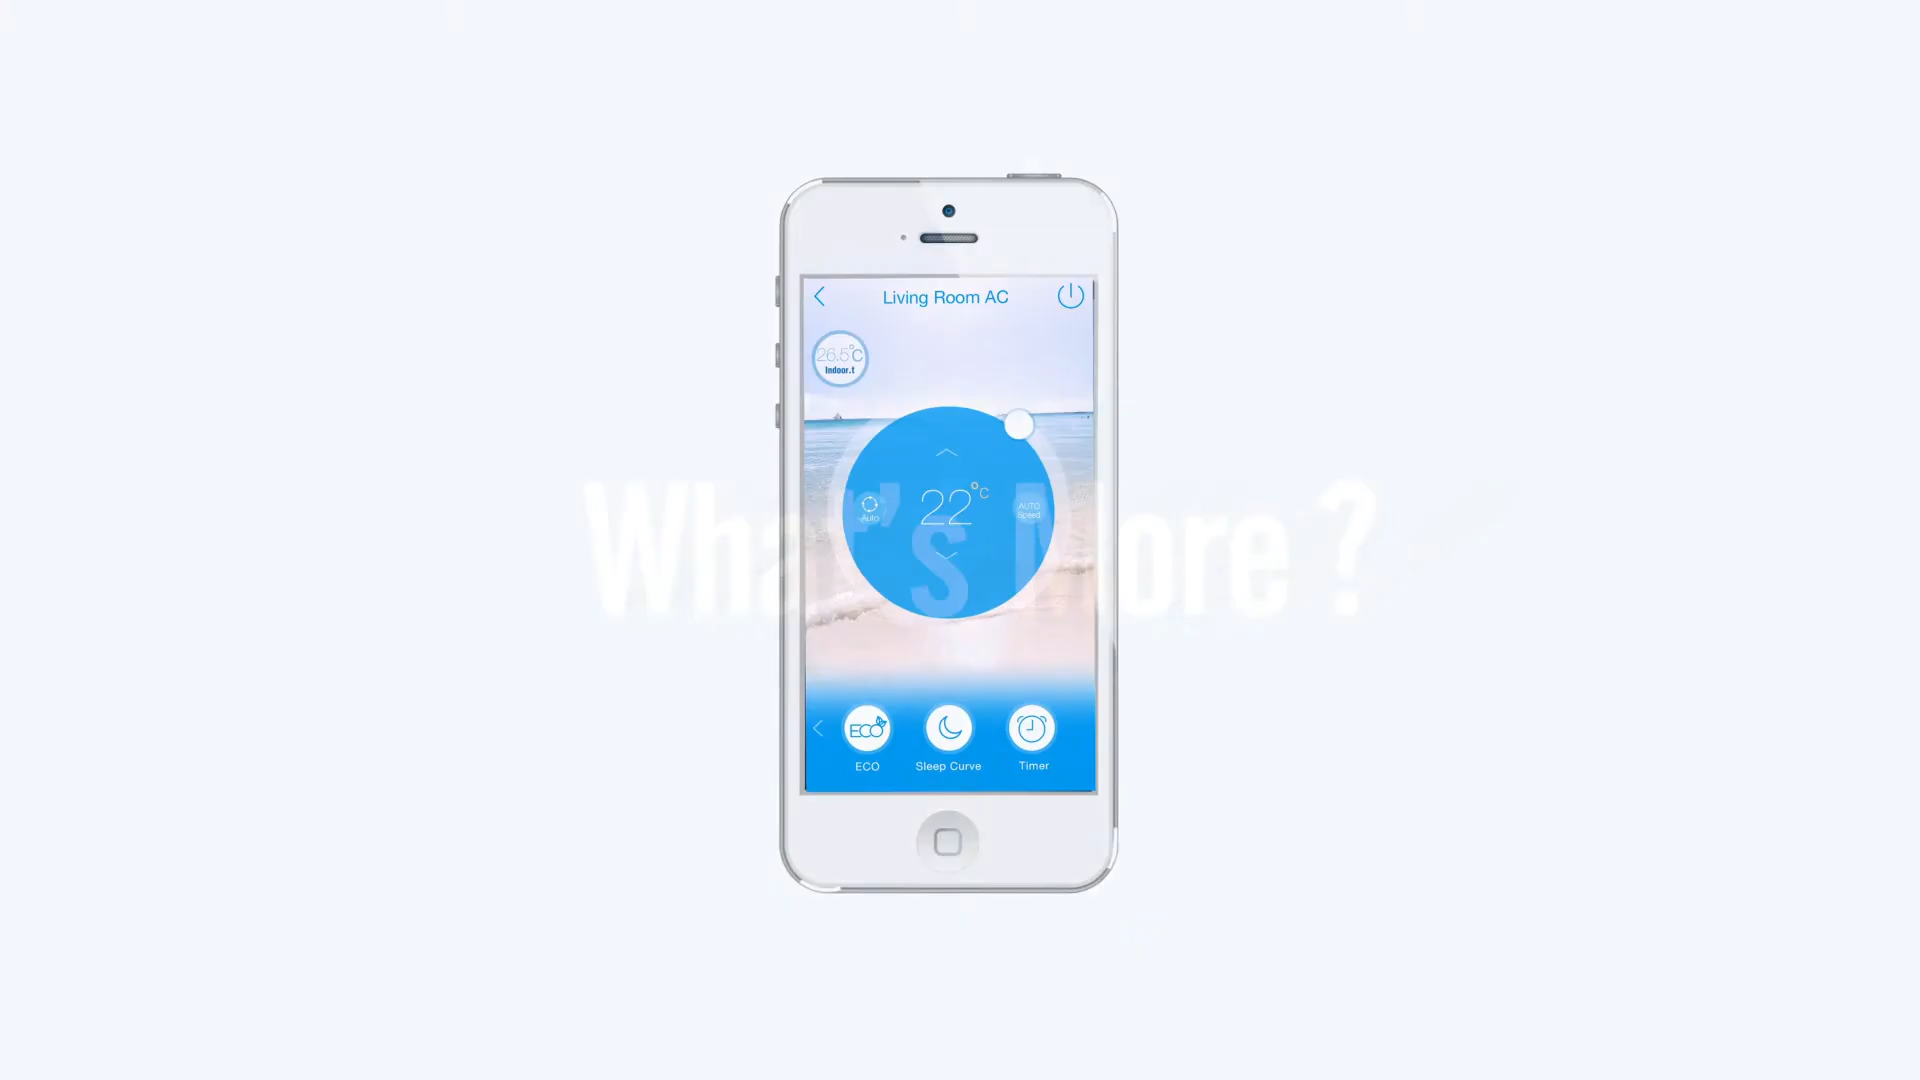 Living Room AC
26.5°C
Indoor.t
22°C
Auto
AUTO
Speed
What's More ?
ECO
ECO
Sleep Curve
Timer